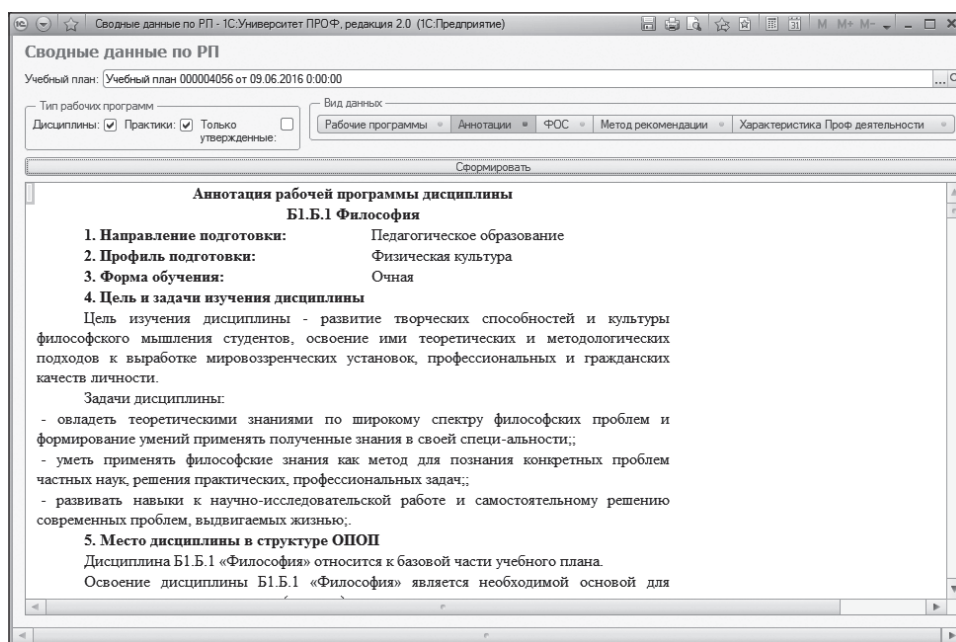 Сводные данные по РП - 1С:Университет ПРОФ, редакция 2.0 (1С:Предприятие)
M M+ M-
Сводные данные по РП
Учебный план: Учебный план 000004056 от 09.06.2016 0:00:00 ...
Тип рабочих программ
Вид данных
Дисциплины: Практики: Только утвержденные:
Рабочие программы Аннотации ФОС Метод рекомендации Характеристика Проф деятельности
Сформировать
Аннотация рабочей программы дисциплины
Б1.Б.1 Философия
1. Направление подготовки: Педагогическое образование
2. Профиль подготовки: Физическая культура
3. Форма обучения: Очная
4. Цель и задачи изучения дисциплины
Цель изучения дисциплины - развитие творческих способностей и культуры
философского мышления студентов, освоение ими теоретических и методологических
подходов к выработке мировоззренческих установок, профессиональных и гражданских
качеств личности.
Задачи дисциплины:
- овладеть теоретическими знаниями по широкому спектру философских проблем и
формирование умений применять полученные знания в своей специ-альности;;
- уметь применять философские знания как метод для познания конкретных проблем
частных наук, решения практических, профессиональных задач;;
- развивать навыки к научно-исследовательской работе и самостоятельному решению
современных проблем, выдвигаемых жизнью;.
5. Место дисциплины в структуре ОПОП
Дисциплина Б1.Б.1 «Философия» относится к базовой части учебного плана.
Освоение дисциплины Б1.Б.1 «Философия» является необходимой основой для